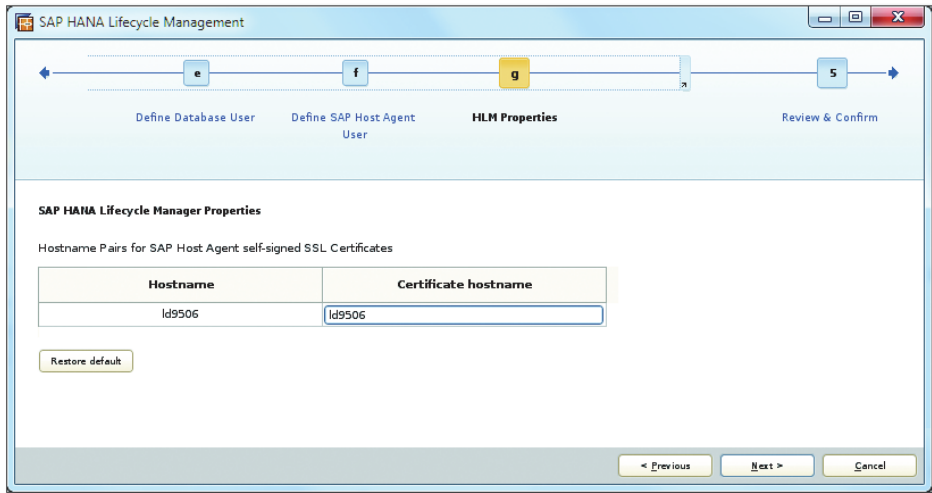 SAP HANA Lifecycle Management
e
f
g
5
Define Database User
Define SAP Host Agent
User
HLM Properties
Review & Confirm
SAP HANA Lifecycle Manager Properties
Hostname Pairs for SAP Host Agent self-signed SSL Certificates
Hostname Certificate hostname
ld9506 ld9506
Restore default
< Previous Next > Cancel